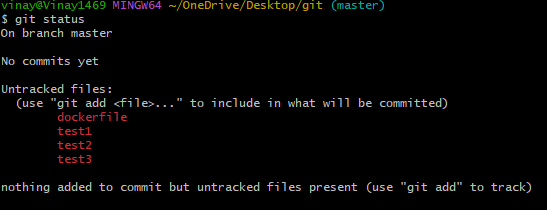 vinay@Vinay1469 MINGW64 ~/OneDrive/Desktop/git (master)
$ git status
On branch master
No commits yet
Untracked files:
(use "git add <file>..." to include in what will be committed)
dockerfile
test1
test2
test3
nothing added to commit but untracked files present (use "git add" to track)